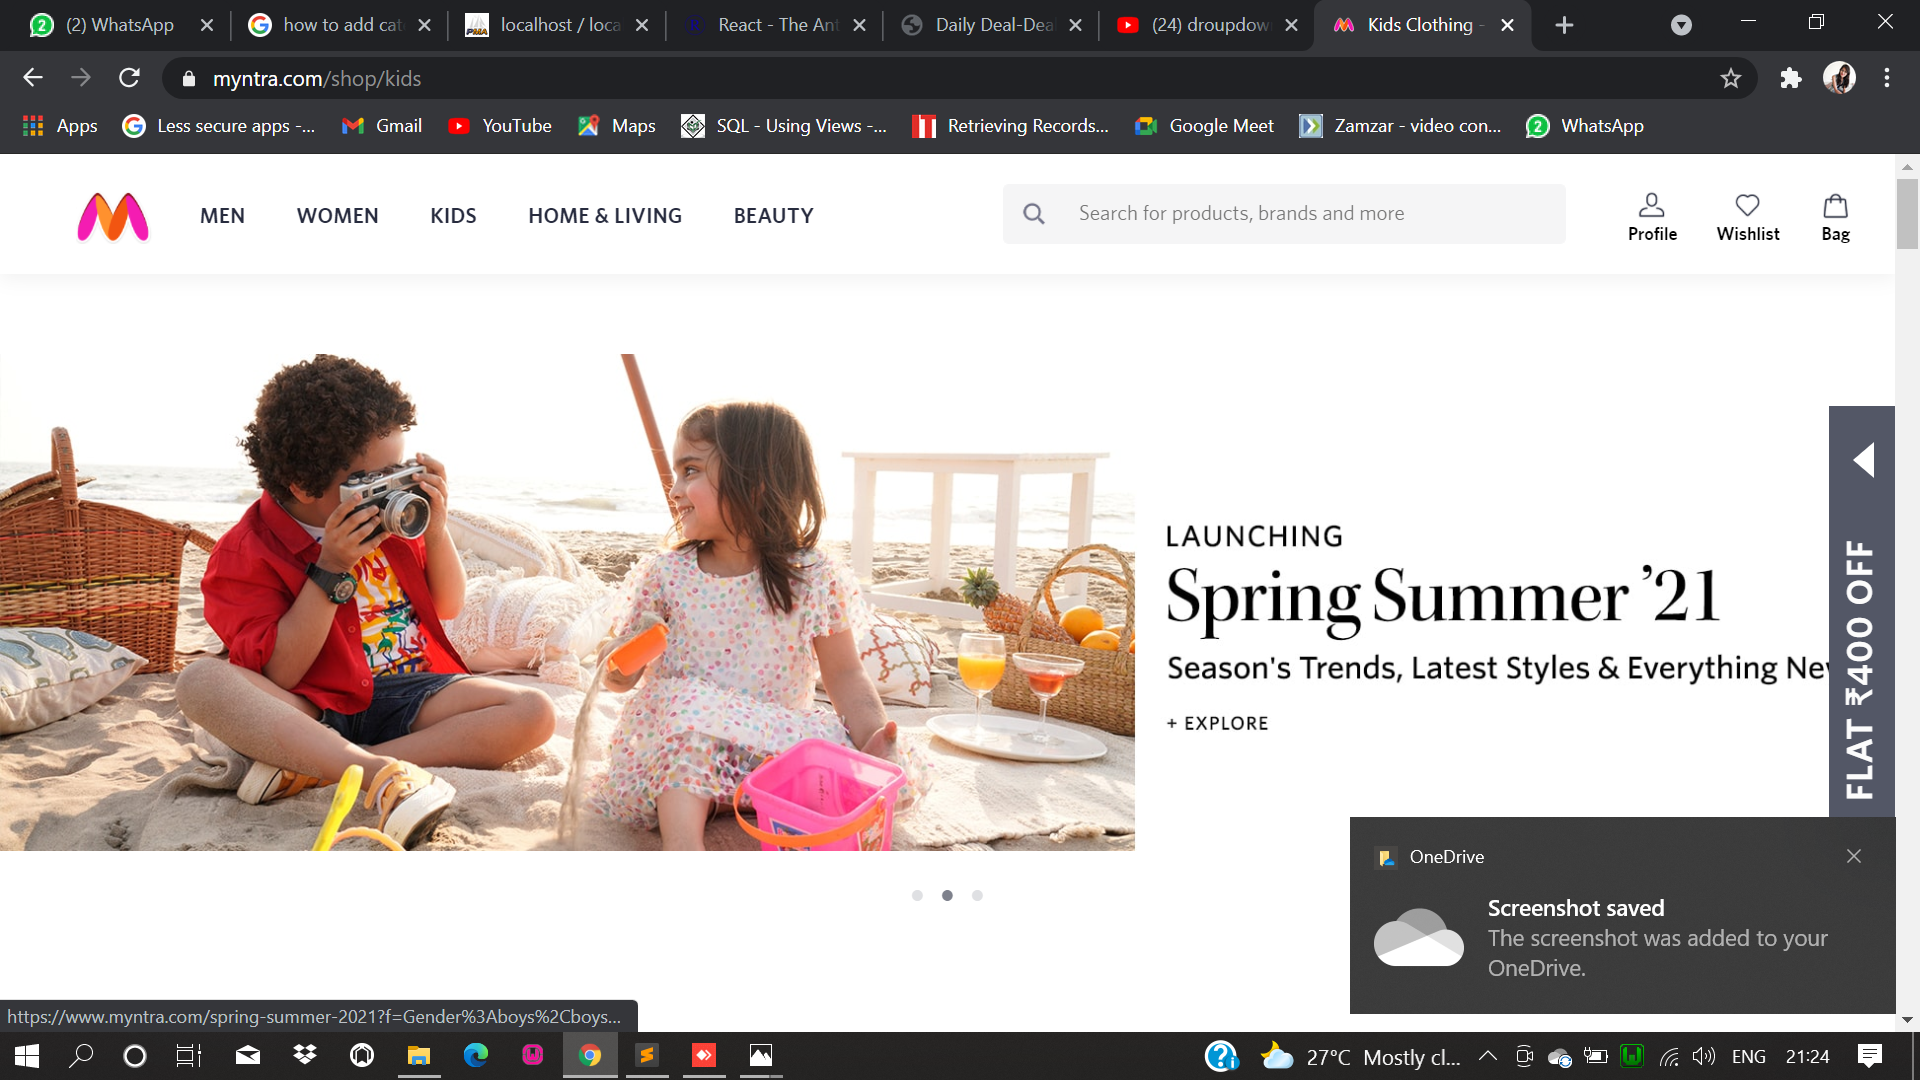 (2) WhatsApp
how to add cat
localhost / loca
React - The Ant
Daily Deal-Deal
(24) droupdow
Kids Clothing -
myntra.com/shop/kids
Apps
Less secure apps -...
Gmail
YouTube
Maps
SQL - Using Views -...
Retrieving Records...
Google Meet
Zamzar - video con...
WhatsApp
MEN
WOMEN
KIDS
HOME & LIVING
BEAUTY
Search for products, brands and more
Profile
Wishlist
Bag
LAUNCHING
Spring Summer '21
Season's Trends, Latest Styles & Everything New
+ EXPLORE
FLAT ₹400 OFF
OneDrive
Screenshot saved
The screenshot was added to your
OneDrive.
https://www.myntra.com/spring-summer-2021?f=Gender%3Aboys%2Cboys...
27°C Mostly cl...
ENG
21:24